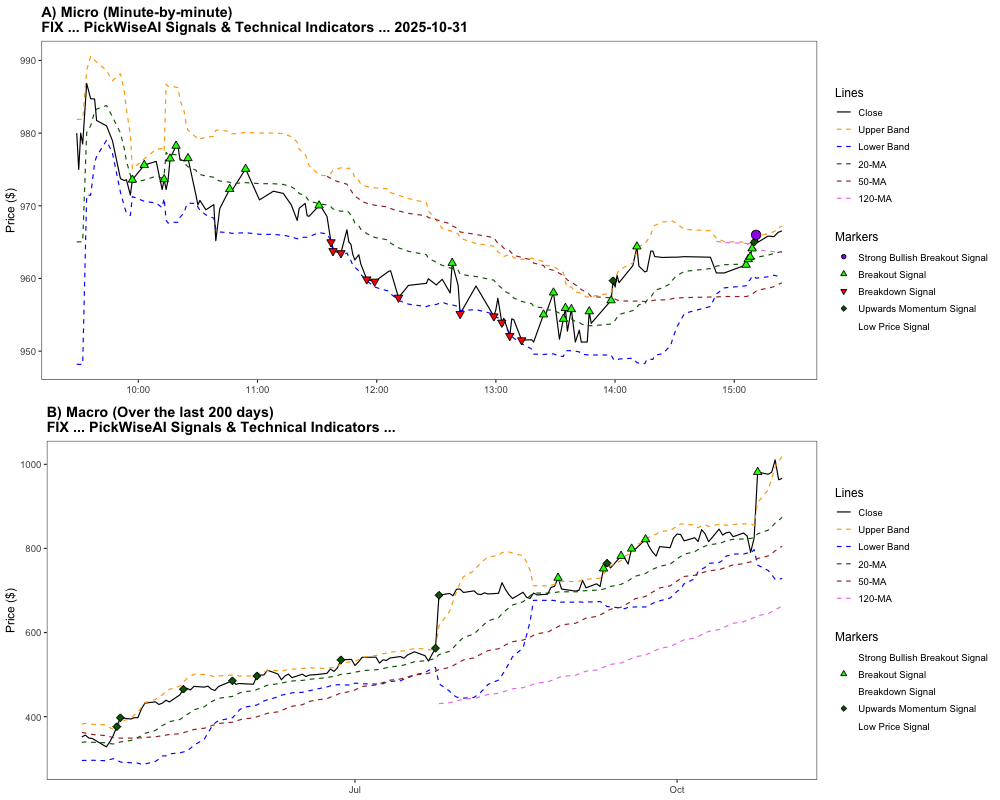 A) Micro (Minute-by-minute)
FIX ... PickWiseAI Signals & Technical Indicators ... 2025-10-31
990
980
970
960
950
Price ($)
10:00
11:00
12:00
13:00
14:00
15:00
Lines
Close
Upper Band
Lower Band
20-MA
50-MA
120-MA
Markers
Strong Bullish Breakout Signal
Breakout Signal
Breakdown Signal
Upwards Momentum Signal
Low Price Signal
B) Macro (Over the last 200 days)
FIX ... PickWiseAI Signals & Technical Indicators ...
1000
800
600
400
Price ($)
Jul
Oct
Lines
Close
Upper Band
Lower Band
20-MA
50-MA
120-MA
Markers
Strong Bullish Breakout Signal
Breakout Signal
Breakdown Signal
Upwards Momentum Signal
Low Price Signal